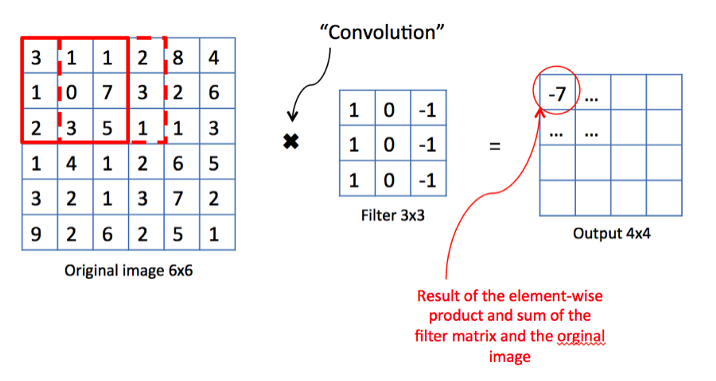 “Convolution”
3 1 1 2 8 4
1 0 7 3 2 6
2 3 5 1 1 3
1 4 1 2 6 5
3 2 1 3 7 2
9 2 6 2 5 1
Original image 6x6
✖
1 0 -1
1 0 -1
1 0 -1
Filter 3x3
=
-7 ...
... ...
Output 4x4
Result of the element-wise
product and sum of the
filter matrix and the orginal
image